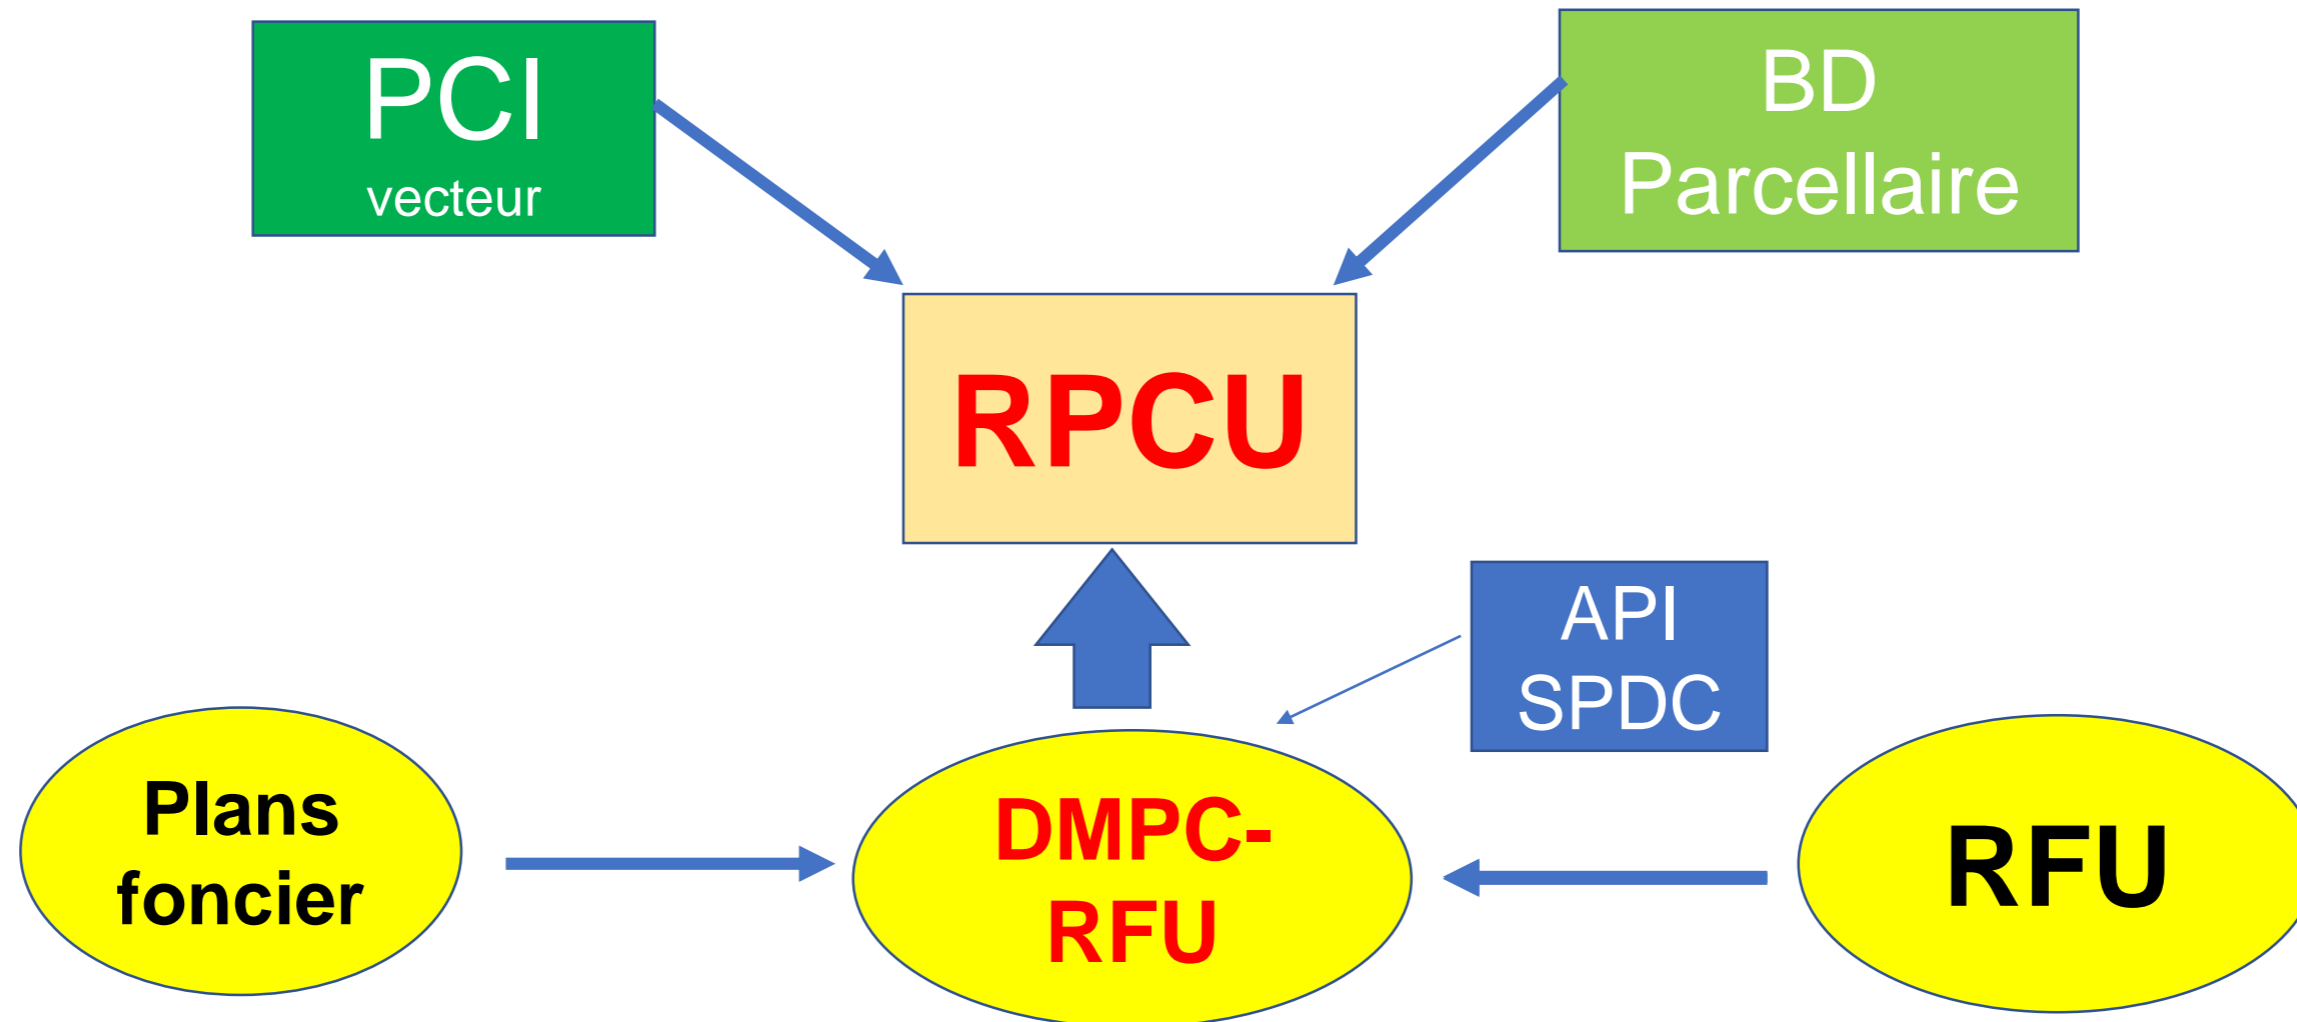 PCI
vecteur
BD
Parcellaire
RPCU
API
SPDC
Plans
foncier
DMPC-
RFU
RFU